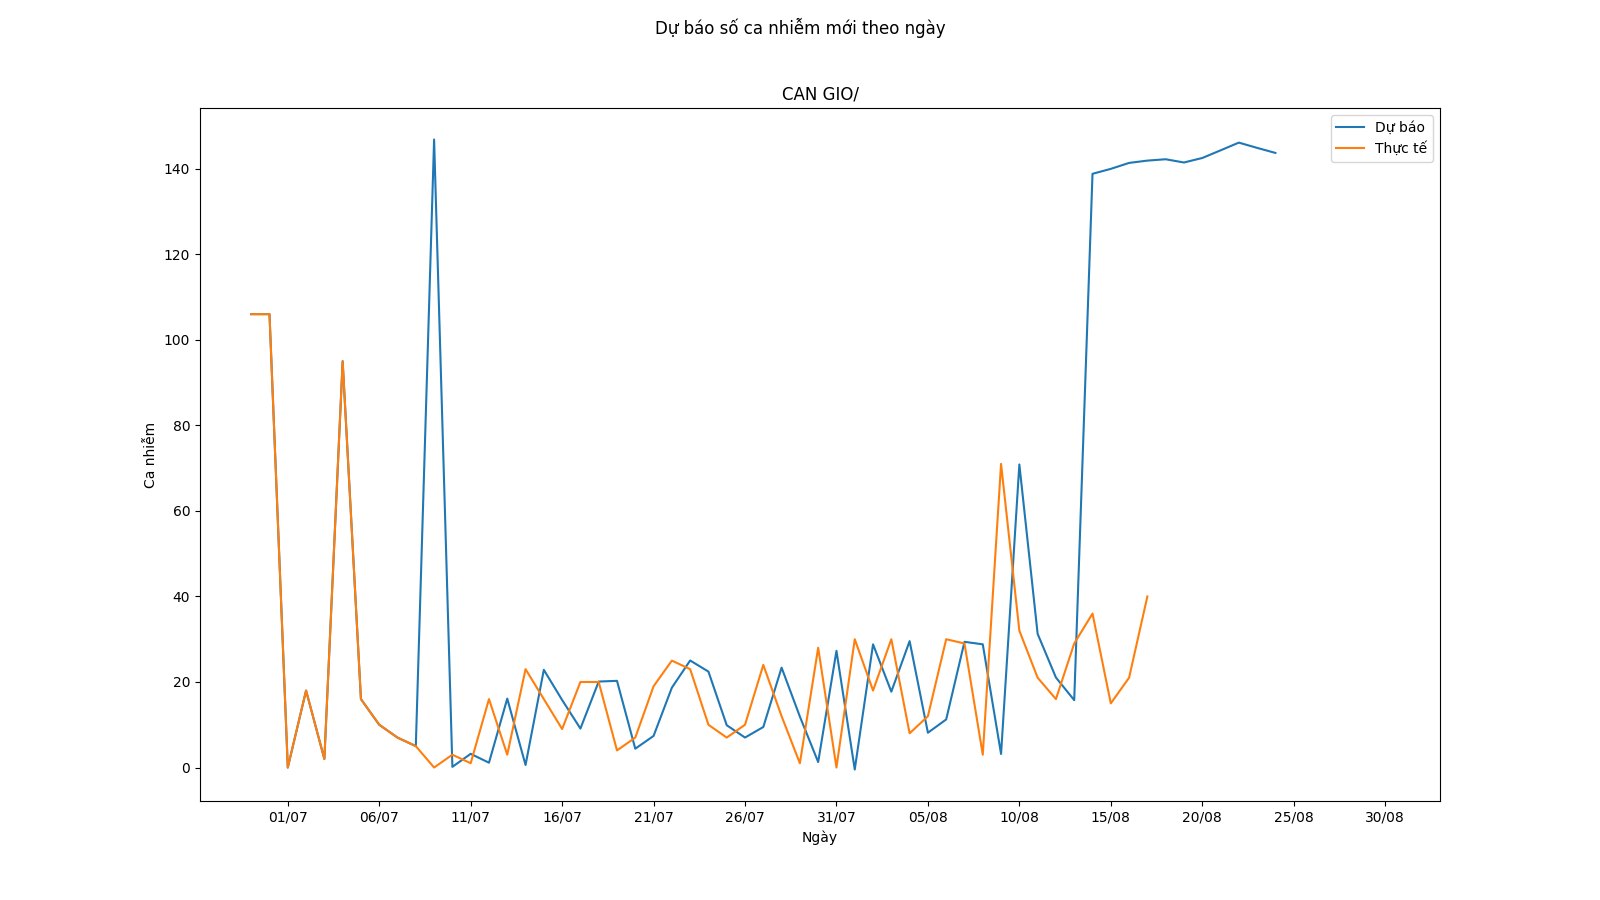 Dự báo số ca nhiễm mới theo ngày
CAN GIO/
Dự báo
Thực tế
140
120
100
80
60
40
20
0
Ca nhiễm
01/07 06/07 11/07 16/07 21/07 26/07 31/07 05/08 10/08 15/08 20/08 25/08 30/08
Ngày